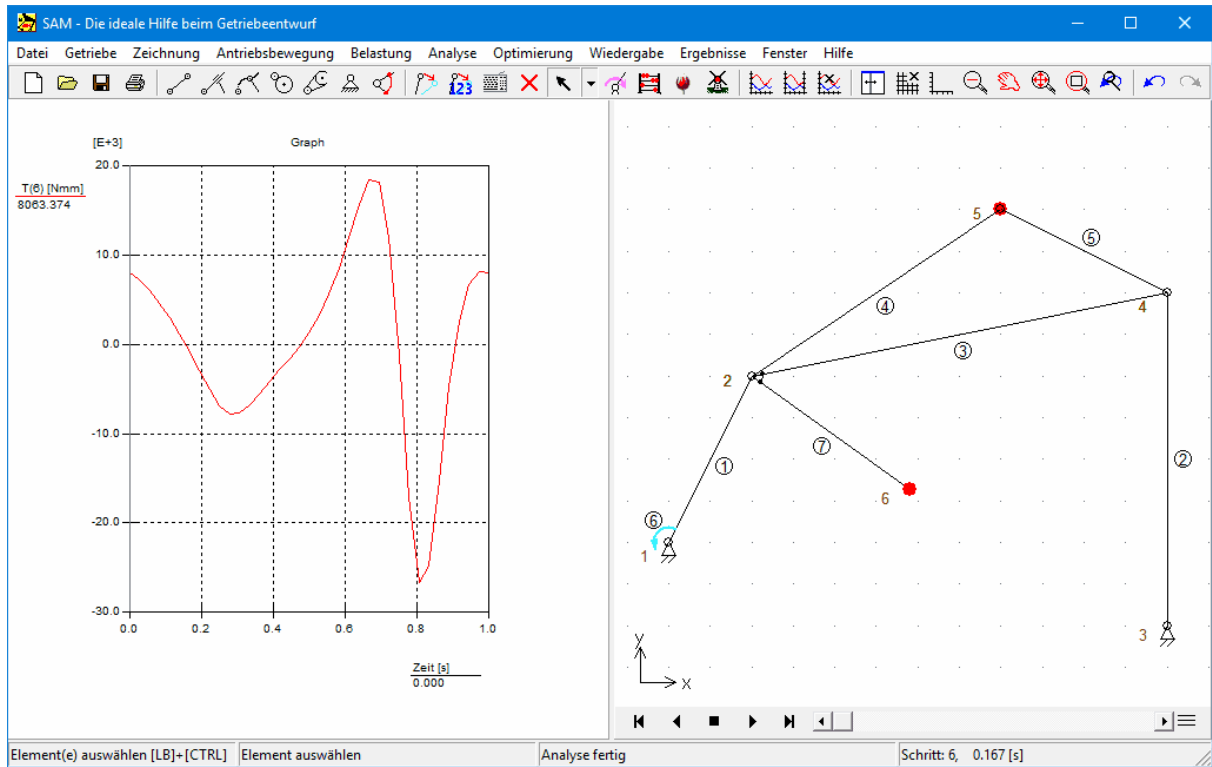 SAM - Die ideale Hilfe beim Getriebeentwurf
Datei Getriebe Zeichnung Antriebsbewegung Belastung Analyse Optimierung Wiedergabe Ergebnisse Fenster Hilfe
123
[E+3] Graph
20.0
T(6) [Nmm]
8063.374
10.0
0.0
-10.0
-20.0
-30.0
0.0 0.2 0.4 0.6 0.8 1.0
Zeit [s]
0.000
5
5
4
4
3
2
7
1
2
6
6
1
3
y
x
Element(e) auswählen [LB]+[CTRL] Element auswählen Analyse fertig Schritt: 6, 0.167 [s]